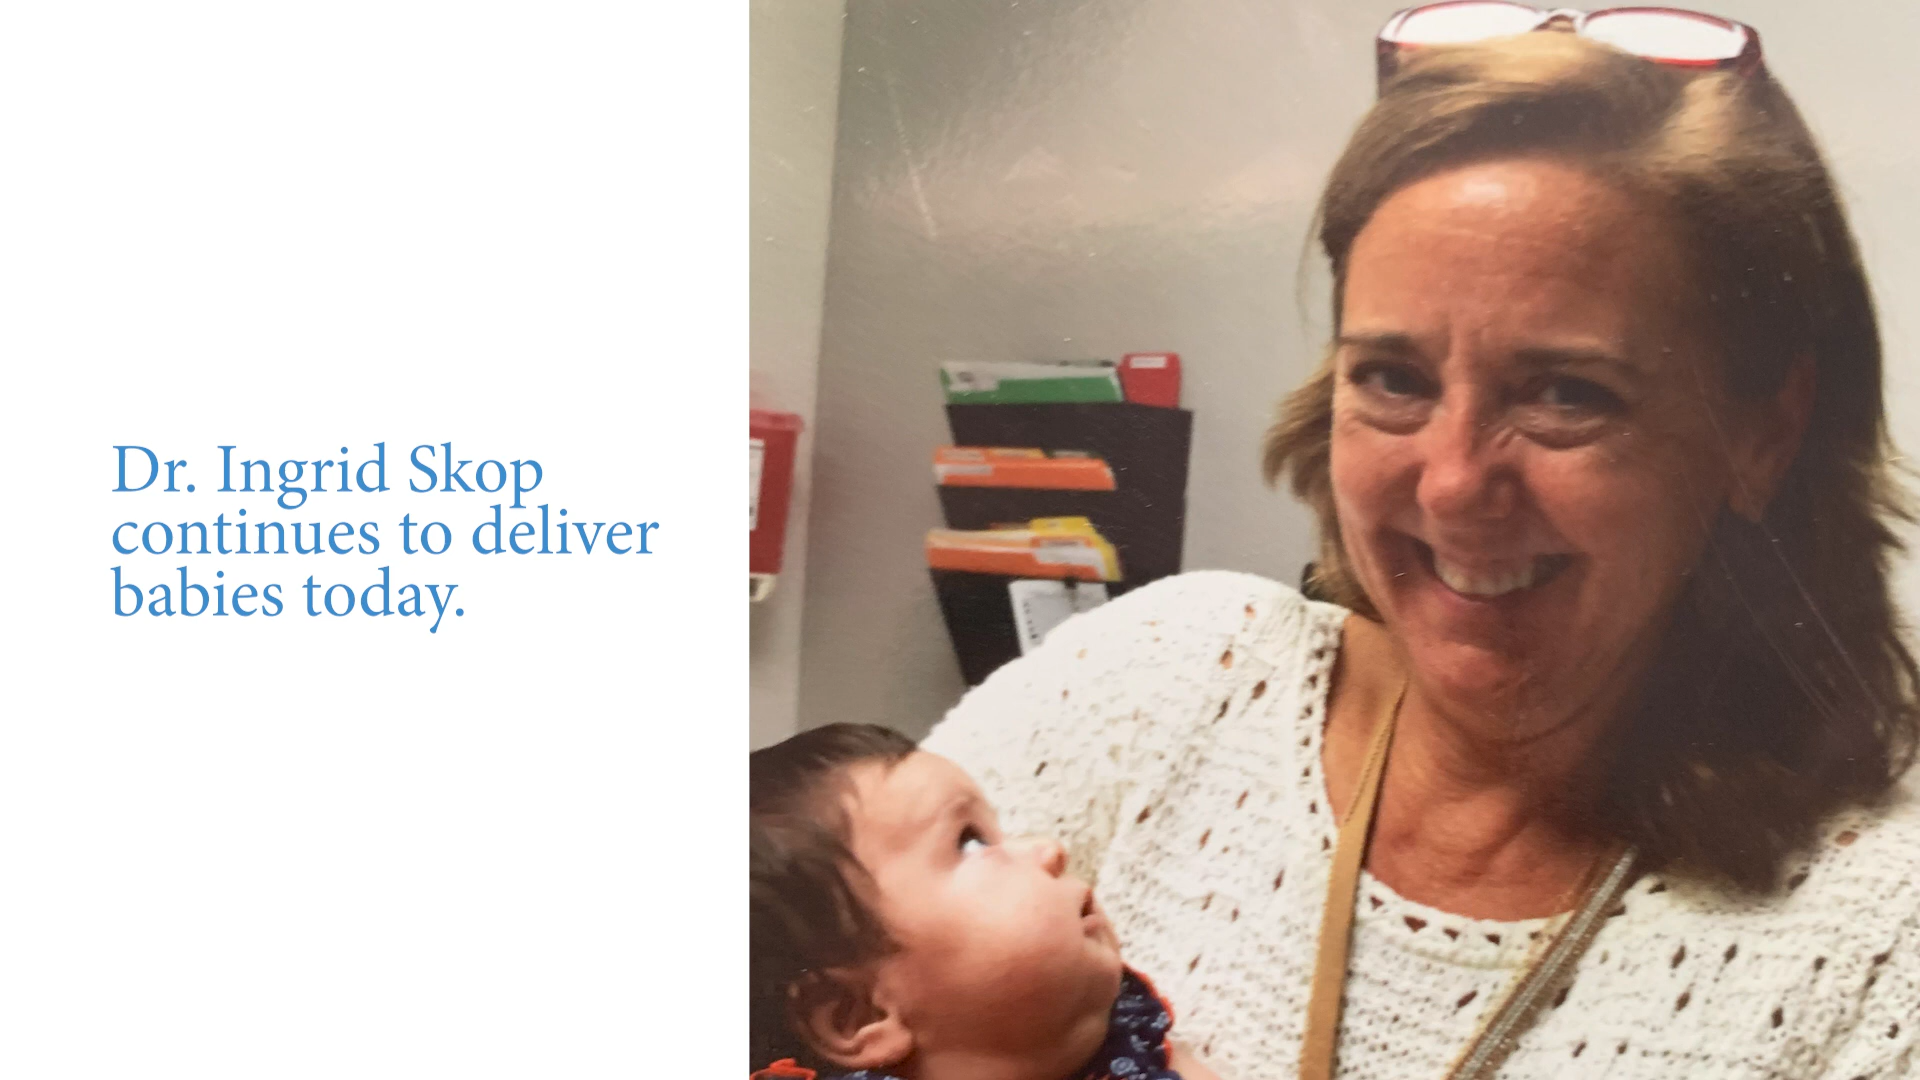 Dr. Ingrid Skop
continues to deliver
babies today.